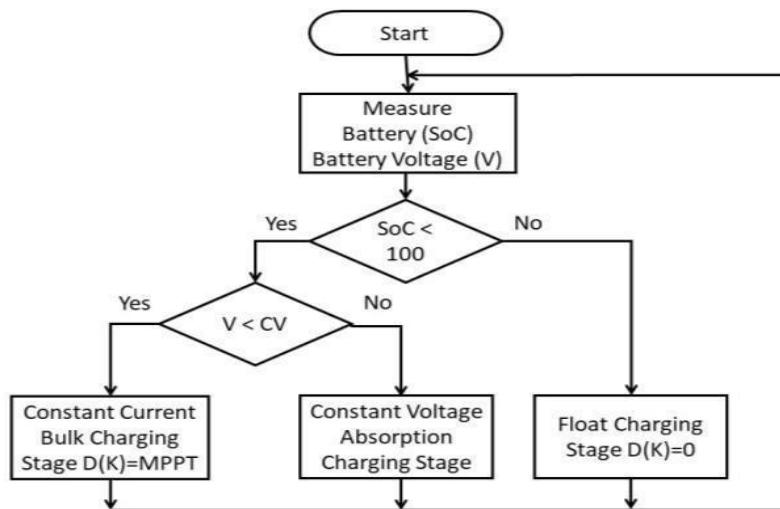 Start
Measure
Battery (SoC)
Battery Voltage (V)
Yes
SoC <
100
No
Yes
V < CV
No
Constant Current
Bulk Charging
Stage D(K)=MPPT
Constant Voltage
Absorption
Charging Stage
Float Charging
Stage D(K)=0